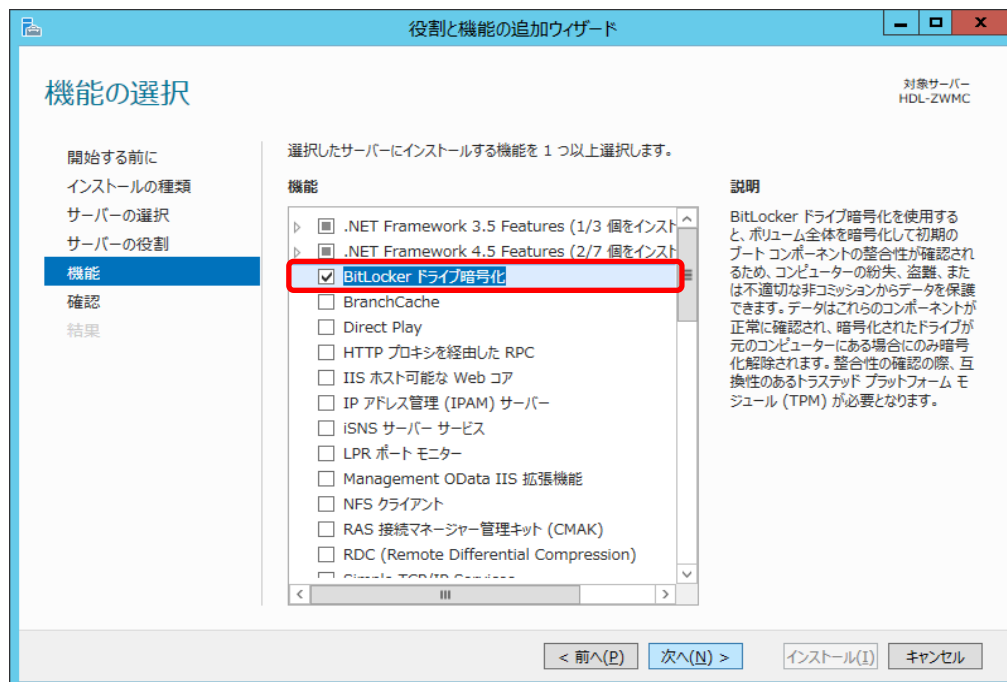 役割と機能の追加ウィザード
機能の選択
対象サーバー
HDL-ZWMC
開始する前に
インストールの種類
サーバーの選択
サーバーの役割
機能
確認
結果
選択したサーバーにインストールする機能を 1 つ以上選択します。
機能
.NET Framework 3.5 Features (1/3 個をインスト
.NET Framework 4.5 Features (2/7 個をインスト
BitLocker ドライブ暗号化
BranchCache
Direct Play
HTTP プロキシを経由した RPC
IIS ホスト可能な Web コア
IP アドレス管理 (IPAM) サーバー
iSNS サーバー サービス
LPR ポート モニター
Management OData IIS 拡張機能
NFS クライアント
RAS 接続マネージャー管理キット (CMAK)
RDC (Remote Differential Compression)
Simple TCP/IP Services
説明
BitLocker ドライブ暗号化を使用する
と、ボリューム全体を暗号化して初期の
ブート コンポーネントの整合性が確認され
るため、コンピューターの紛失、盗難、また
は不適切な非コミッションからデータを保護
できます。データはこれらのコンポーネントが
正常に確認され、暗号化されたドライブが
元のコンピューターにある場合にのみ暗号
化解除されます。整合性の確認の際、互
換性のあるトラステッド プラットフォーム モ
ジュール (TPM) が必要となります。
< 前へ(P)
次へ(N) >
インストール(I)
キャンセル